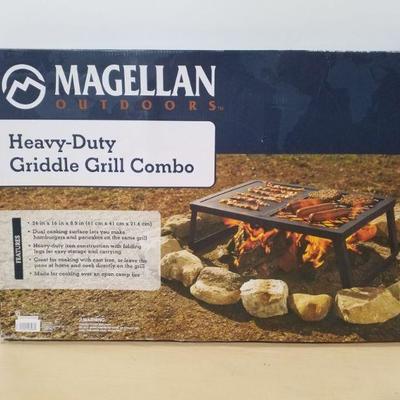 MAGELLAN
OUTDOORS
Heavy-Duty
Griddle Grill Combo
FEATURES
• 24 in x 16 in x 8.9 in (61 cm x 41 cm x 21.6 cm)
• Dual cooking surface lets you make
hamburgers and pancakes on the same grill
• Heavy-duty iron construction with folding
legs for easy storage and carrying
• Great for cooking with cast iron, or leave the
pans at home and cook directly on the grill
• Made for cooking over an open camp fire
WARNING